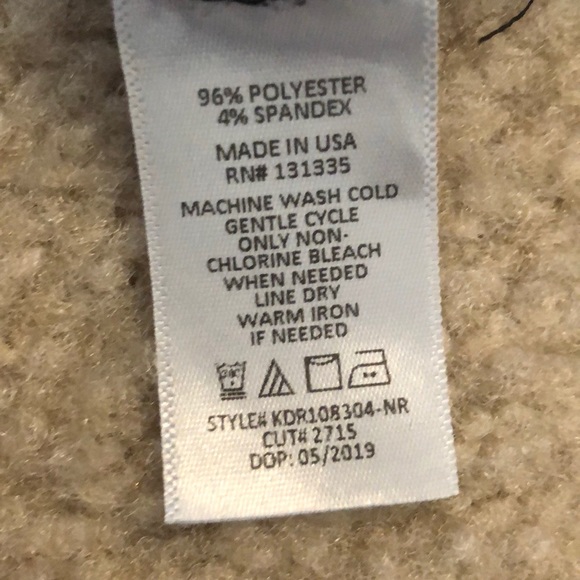 96% POLYESTER
4% SPANDEX
MADE IN USA
RN# 131335
MACHINE WASH COLD
GENTLE CYCLE
ONLY NON-
CHLORINE BLEACH
WHEN NEEDED
LINE DRY
WARM IRON
IF NEEDED
STYLE# KDR108304-NR
CUT# 2715
DOP: 05/2019